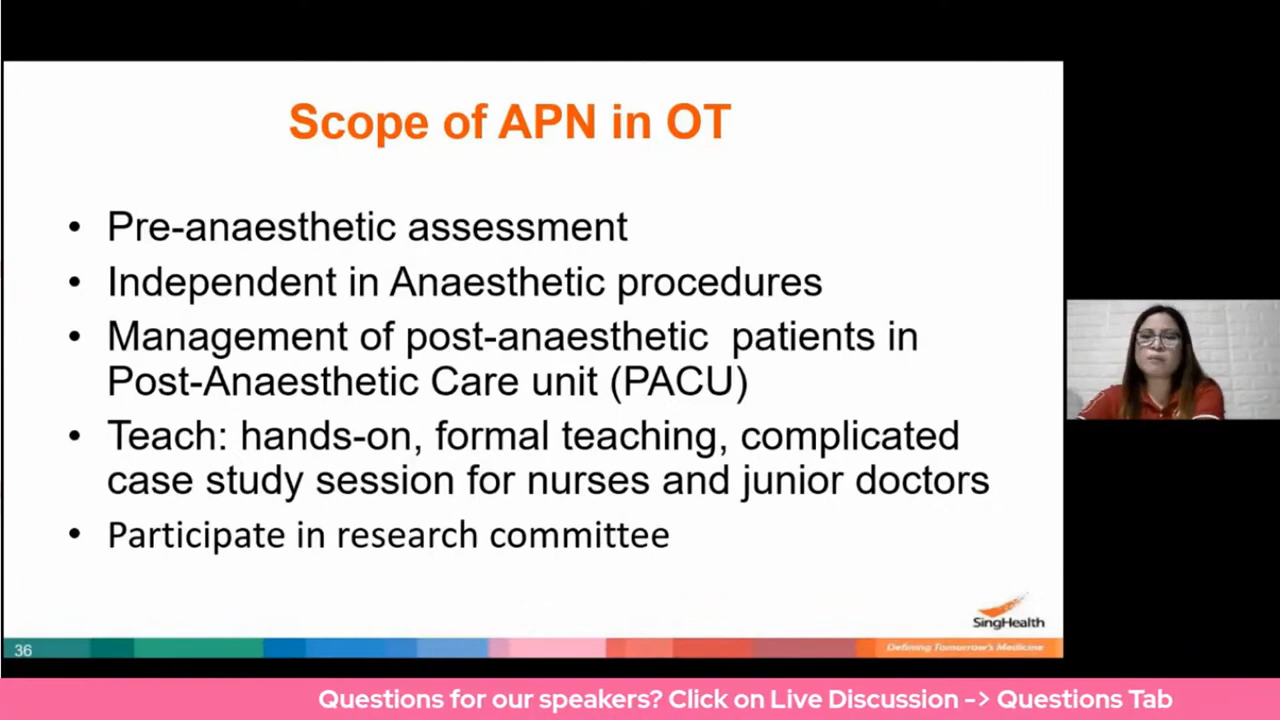 Scope of APN in OT
• Pre-anaesthetic assessment
• Independent in Anaesthetic procedures
• Management of post-anaesthetic patients in
Post-Anaesthetic Care unit (PACU)
• Teach: hands-on, formal teaching, complicated
case study session for nurses and junior doctors
• Participate in research committee
SingHealth
36
Defining Tomorrow's Medicine
Questions for our speakers? Click on Live Discussion -> Questions Tab